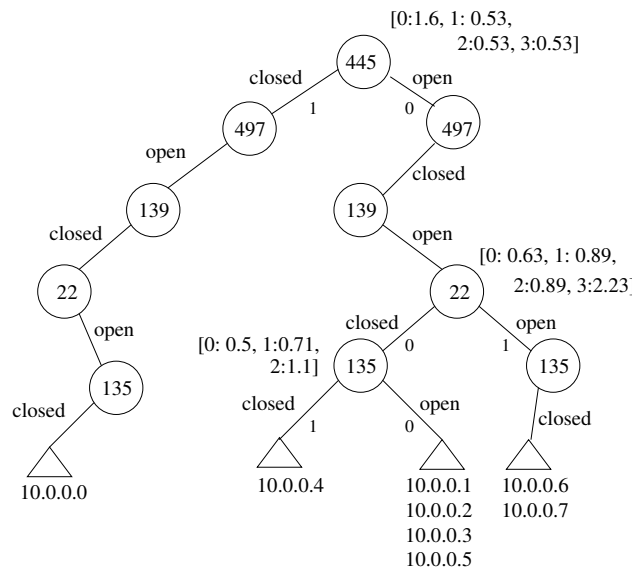 [0:1.6, 1: 0.53,
2:0.53, 3:0.53]
445
closed
open
1
0
497
497
open
closed
139
139
closed
open
[0: 0.63, 1: 0.89,
2:0.89, 3:2.23]
22
22
open
closed
open
[0: 0.5, 1:0.71,
2:1.1]
0
1
135
135
135
closed
closed
open
closed
1
0
10.0.0.0
10.0.0.4
10.0.0.1
10.0.0.2
10.0.0.3
10.0.0.5
10.0.0.6
10.0.0.7